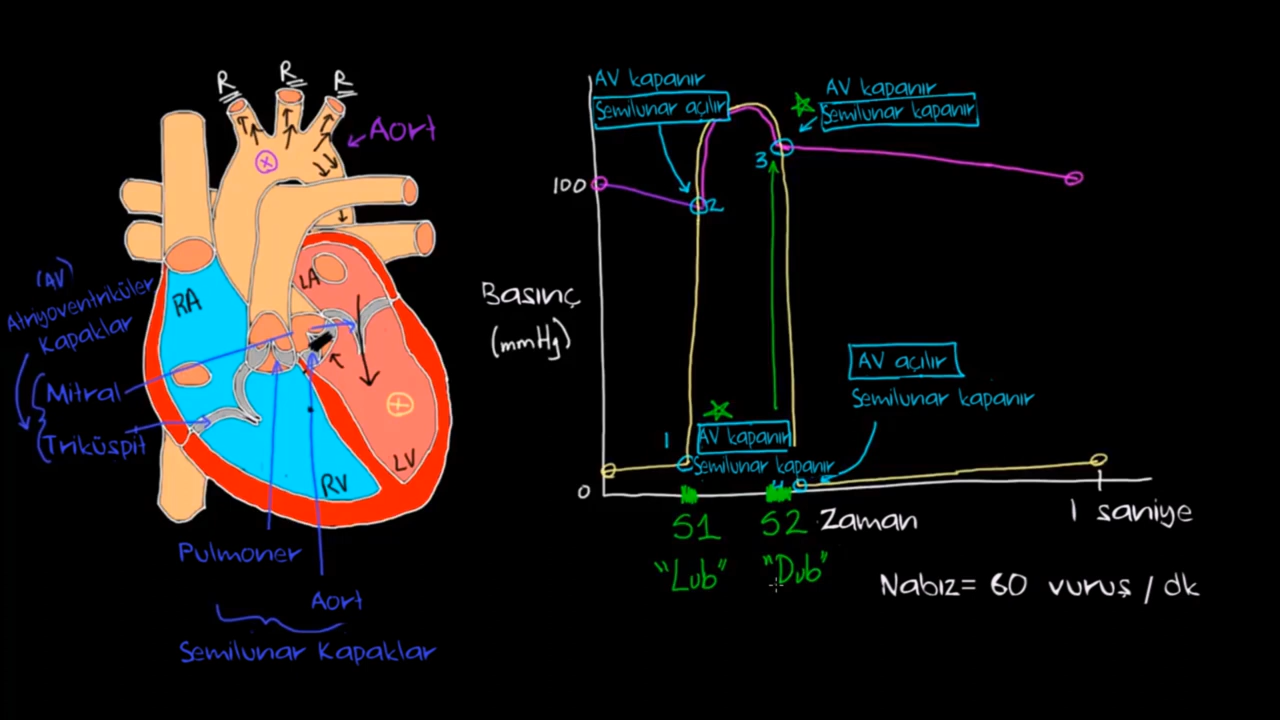 R R R
Aort
(AV)
Atriyoventriküler
Kapaklar
Mitral
Triküspit
RA
LA
RV
LV
Pulmoner
Aort
Semilunar Kapaklar
AV kapanır
Semilunar açılır
AV kapanır
Semilunar kapanır
100
2
3
Basınç
(mmHg)
AV açılır
Semilunar kapanır
1
AV kapanır
Semilunar kapanır
4
0
S1
S2
Zaman
1 saniye
"Lub"
"Dub"
Nabız= 60 vuruş / dk